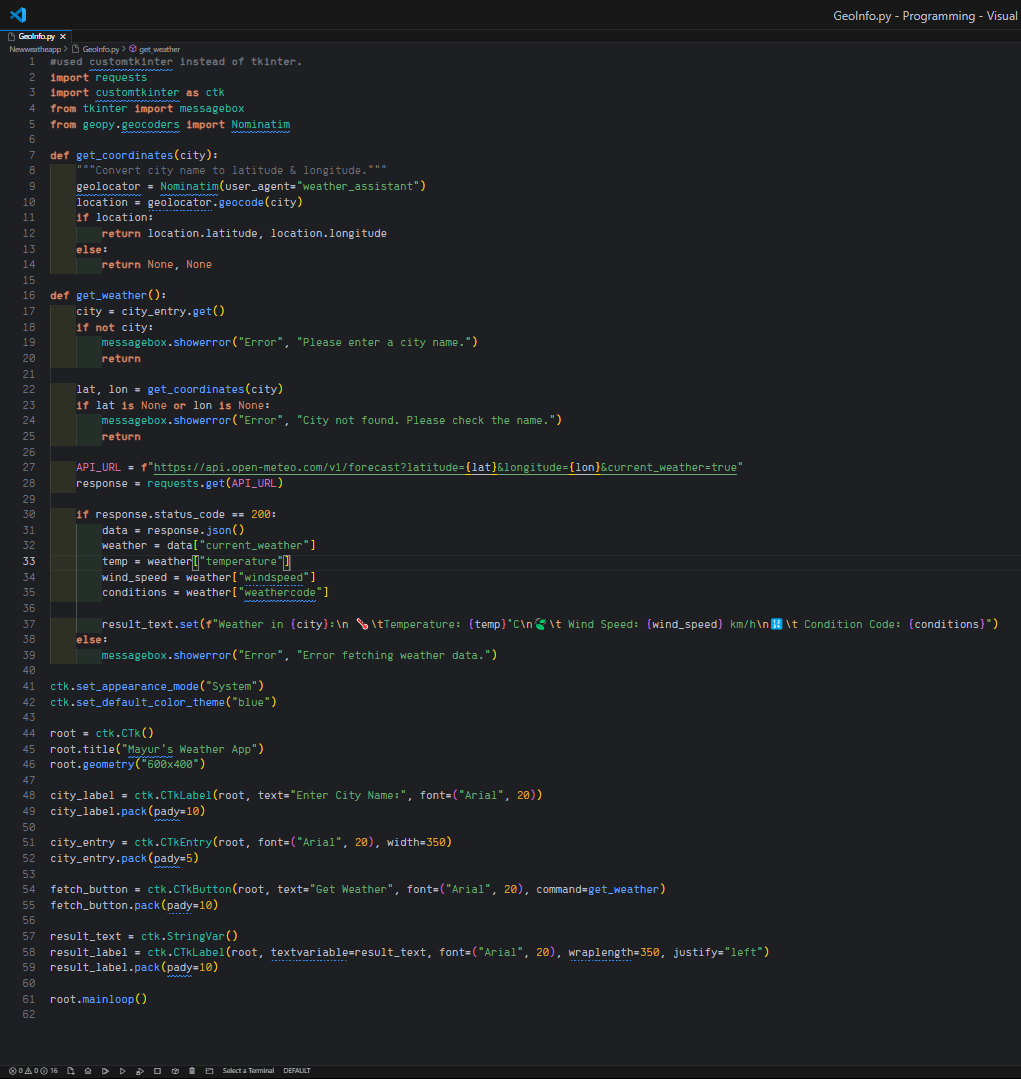 GeoInfo.py - Programming - Visual
GeoInfo.py ×
Newweatheapp > GeoInfo.py > get_weather
1 #used customtkinter instead of tkinter.
2 import requests
3 import customtkinter as ctk
4 from tkinter import messagebox
5 from geopy.geocoders import Nominatim
6
7 def get_coordinates(city):
8     """Convert city name to latitude & longitude."""
9     geolocator = Nominatim(user_agent="weather_assistant")
10     location = geolocator.geocode(city)
11     if location:
12         return location.latitude, location.longitude
13     else:
14         return None, None
15
16 def get_weather():
17     city = city_entry.get()
18     if not city:
19         messagebox.showerror("Error", "Please enter a city name.")
20         return
21
22     lat, lon = get_coordinates(city)
23     if lat is None or lon is None:
24         messagebox.showerror("Error", "City not found. Please check the name.")
25         return
26
27     API_URL = f"https://api.open-meteo.com/v1/forecast?latitude={lat}&longitude={lon}&current_weather=true"
28     response = requests.get(API_URL)
29
30     if response.status_code == 200:
31         data = response.json()
32         weather = data["current_weather"]
33         temp = weather["temperature"]
34         wind_speed = weather["windspeed"]
35         conditions = weather["weathercode"]
36
37         result_text.set(f"Weather in {city}:\n 🌡\tTemperature: {temp}°C\n🍃\t Wind Speed: {wind_speed} km/h\n🔢\t Condition Code: {conditions}")
38     else:
39         messagebox.showerror("Error", "Error fetching weather data.")
40
41 ctk.set_appearance_mode("System")
42 ctk.set_default_color_theme("blue")
43
44 root = ctk.CTk()
45 root.title("Mayur's Weather App")
46 root.geometry("600x400")
47
48 city_label = ctk.CTkLabel(root, text="Enter City Name:", font=("Arial", 20))
49 city_label.pack(pady=10)
50
51 city_entry = ctk.CTkEntry(root, font=("Arial", 20), width=350)
52 city_entry.pack(pady=5)
53
54 fetch_button = ctk.CTkButton(root, text="Get Weather", font=("Arial", 20), command=get_weather)
55 fetch_button.pack(pady=10)
56
57 result_text = ctk.StringVar()
58 result_label = ctk.CTkLabel(root, textvariable=result_text, font=("Arial", 20), wraplength=350, justify="left")
59 result_label.pack(pady=10)
60
61 root.mainloop()
62
0 0 16 Select a Terminal DEFAULT